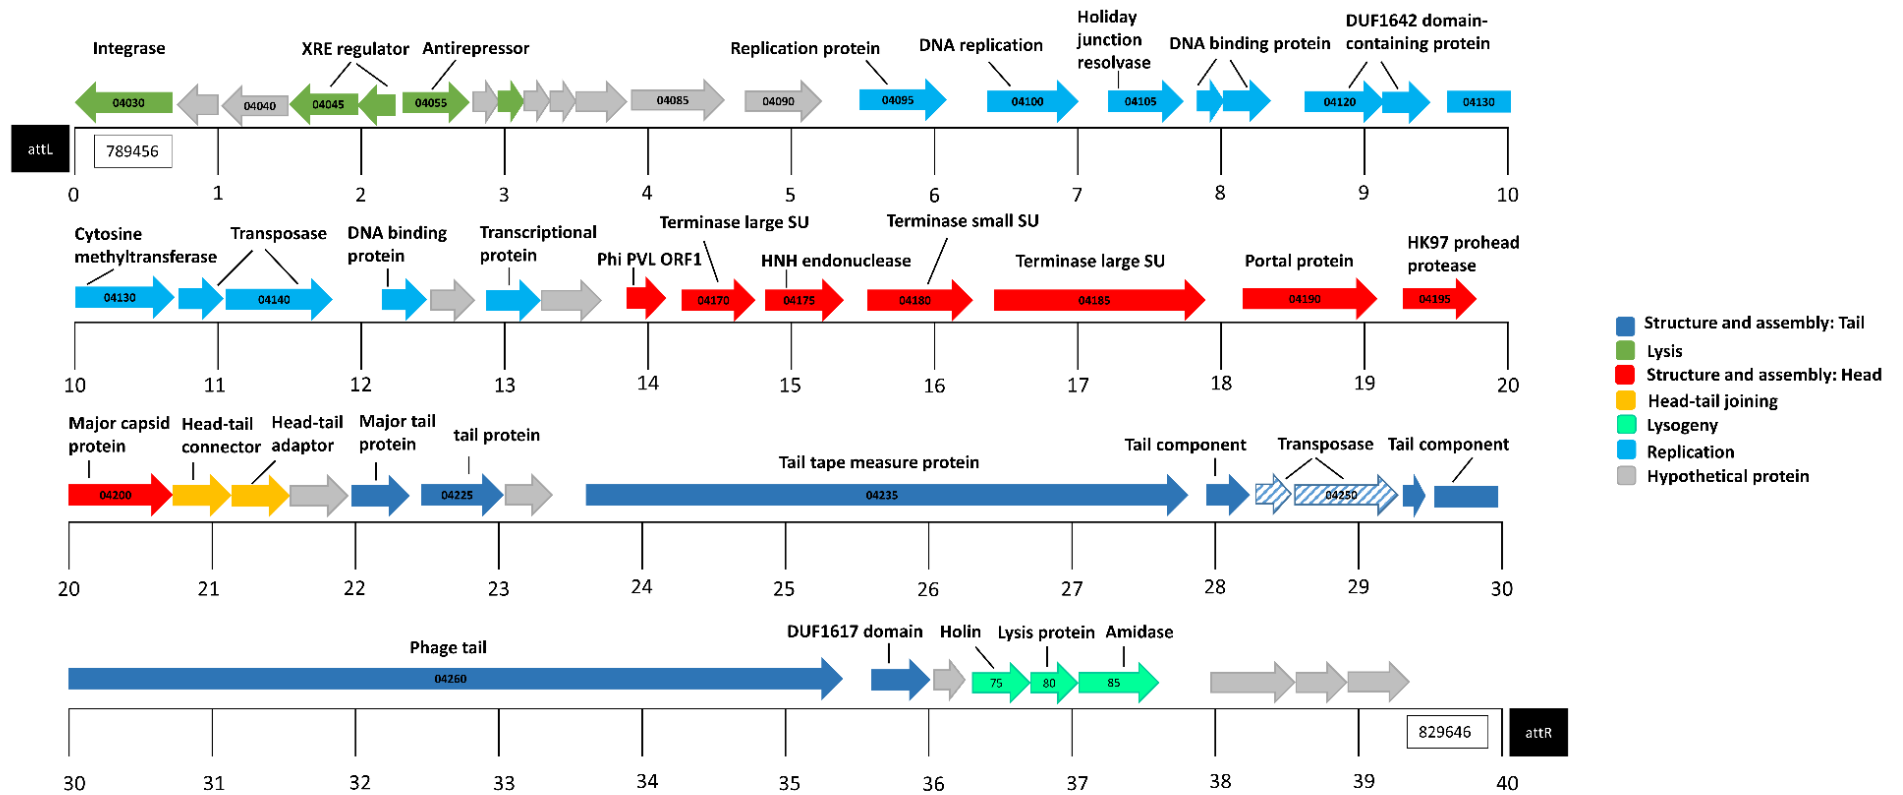 Integrase
XRE regulator
Antirepressor
Replication protein
DNA replication
Holiday
junction
resolvase
DNA binding protein
DUF1642 domain-
containing protein
04030
04040
04045
04055
04085
04090
04095
04100
04105
04120
04130
attL
789456
0 1 2 3 4 5 6 7 8 9 10
Cytosine
methyltransferase
Transposase
DNA binding
protein
Transcriptional
protein
Phi PVL ORF1
Terminase large SU
HNH endonuclease
Terminase small SU
Terminase large SU
Portal protein
HK97 prohead
protease
04130
04140
04170
04175
04180
04185
04190
04195
10 11 12 13 14 15 16 17 18 19 20
Major capsid
protein
Head-tail
connector
Head-tail
adaptor
Major tail
protein
tail protein
Tail tape measure protein
Tail component
Transposase
Tail component
04200
04225
04235
04250
20 21 22 23 24 25 26 27 28 29 30
Phage tail
DUF1617 domain
Holin
Lysis protein
Amidase
04260
75
80
85
829646
attR
30 31 32 33 34 35 36 37 38 39 40
Structure and assembly: Tail
Lysis
Structure and assembly: Head
Head-tail joining
Lysogeny
Replication
Hypothetical protein